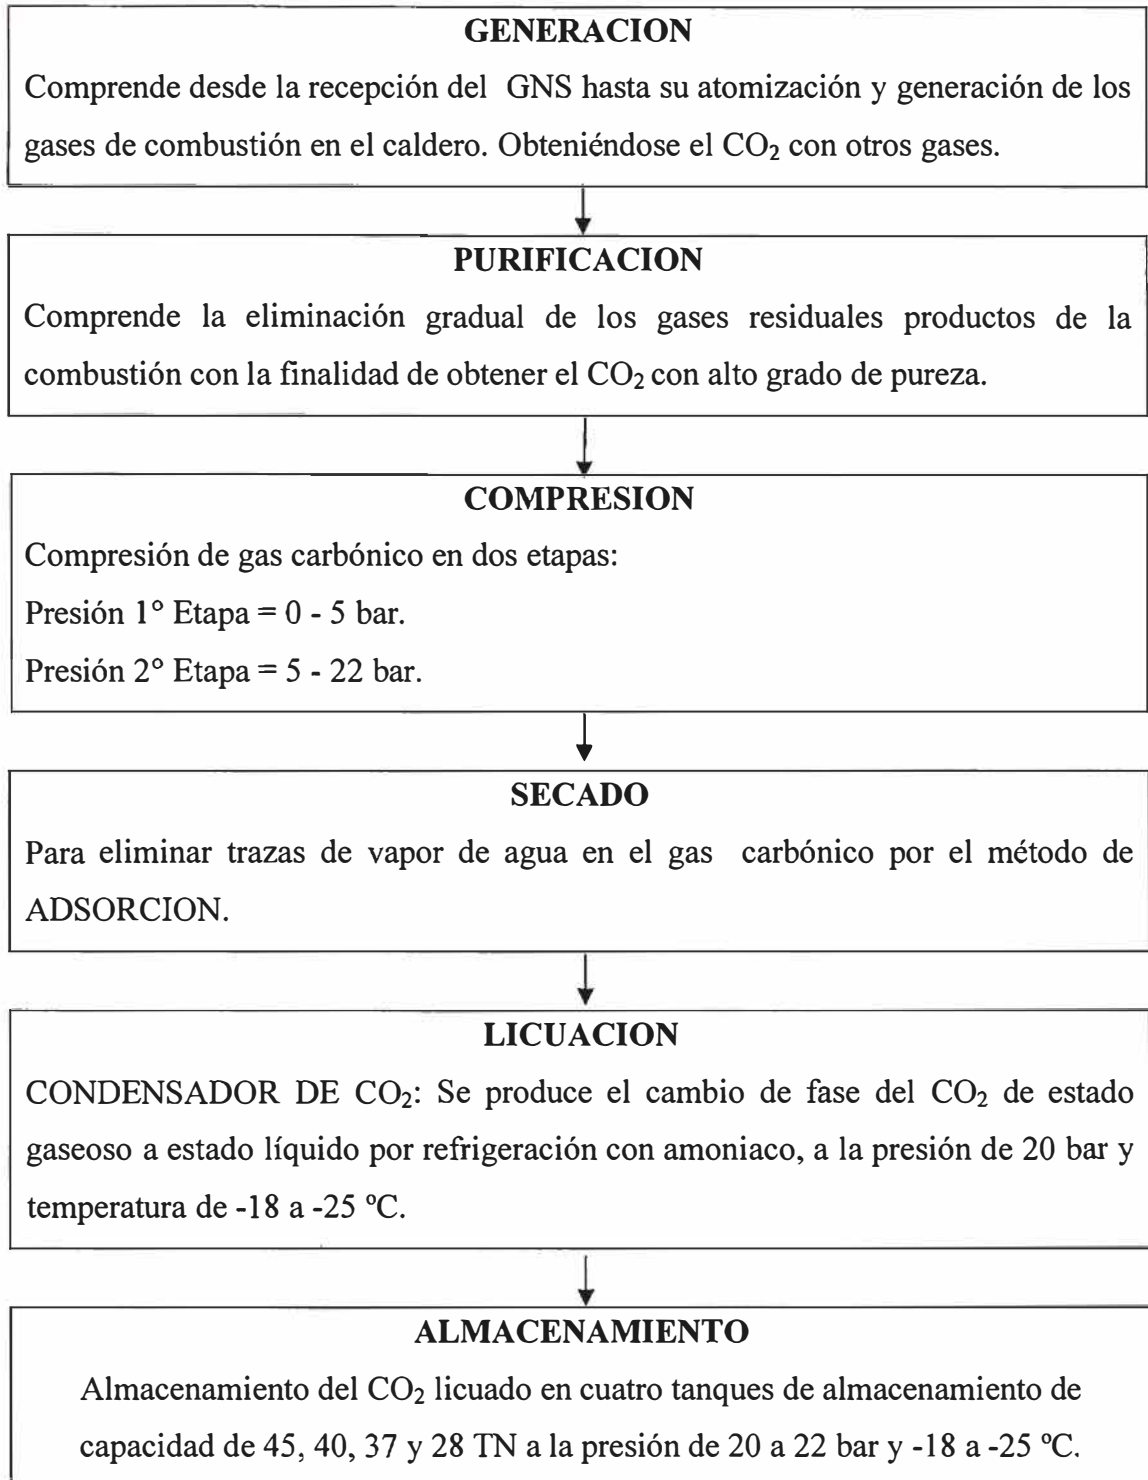 GENERACION
Comprende desde la recepción del GNS hasta su atomización y generación de los
gases de combustión en el caldero. Obteniéndose el CO₂ con otros gases.
PURIFICACION
Comprende la eliminación gradual de los gases residuales productos de la
combustión con la finalidad de obtener el CO₂ con alto grado de pureza.
COMPRESION
Compresión de gas carbónico en dos etapas:
Presión 1° Etapa = 0 - 5 bar.
Presión 2° Etapa = 5 - 22 bar.
SECADO
Para eliminar trazas de vapor de agua en el gas carbónico por el método de
ADSORCION.
LICUACION
CONDENSADOR DE CO₂: Se produce el cambio de fase del CO₂ de estado
gaseoso a estado líquido por refrigeración con amoniaco, a la presión de 20 bar y
temperatura de -18 a -25 ºC.
ALMACENAMIENTO
Almacenamiento del CO₂ licuado en cuatro tanques de almacenamiento de
capacidad de 45, 40, 37 y 28 TN a la presión de 20 a 22 bar y -18 a -25 ºC.